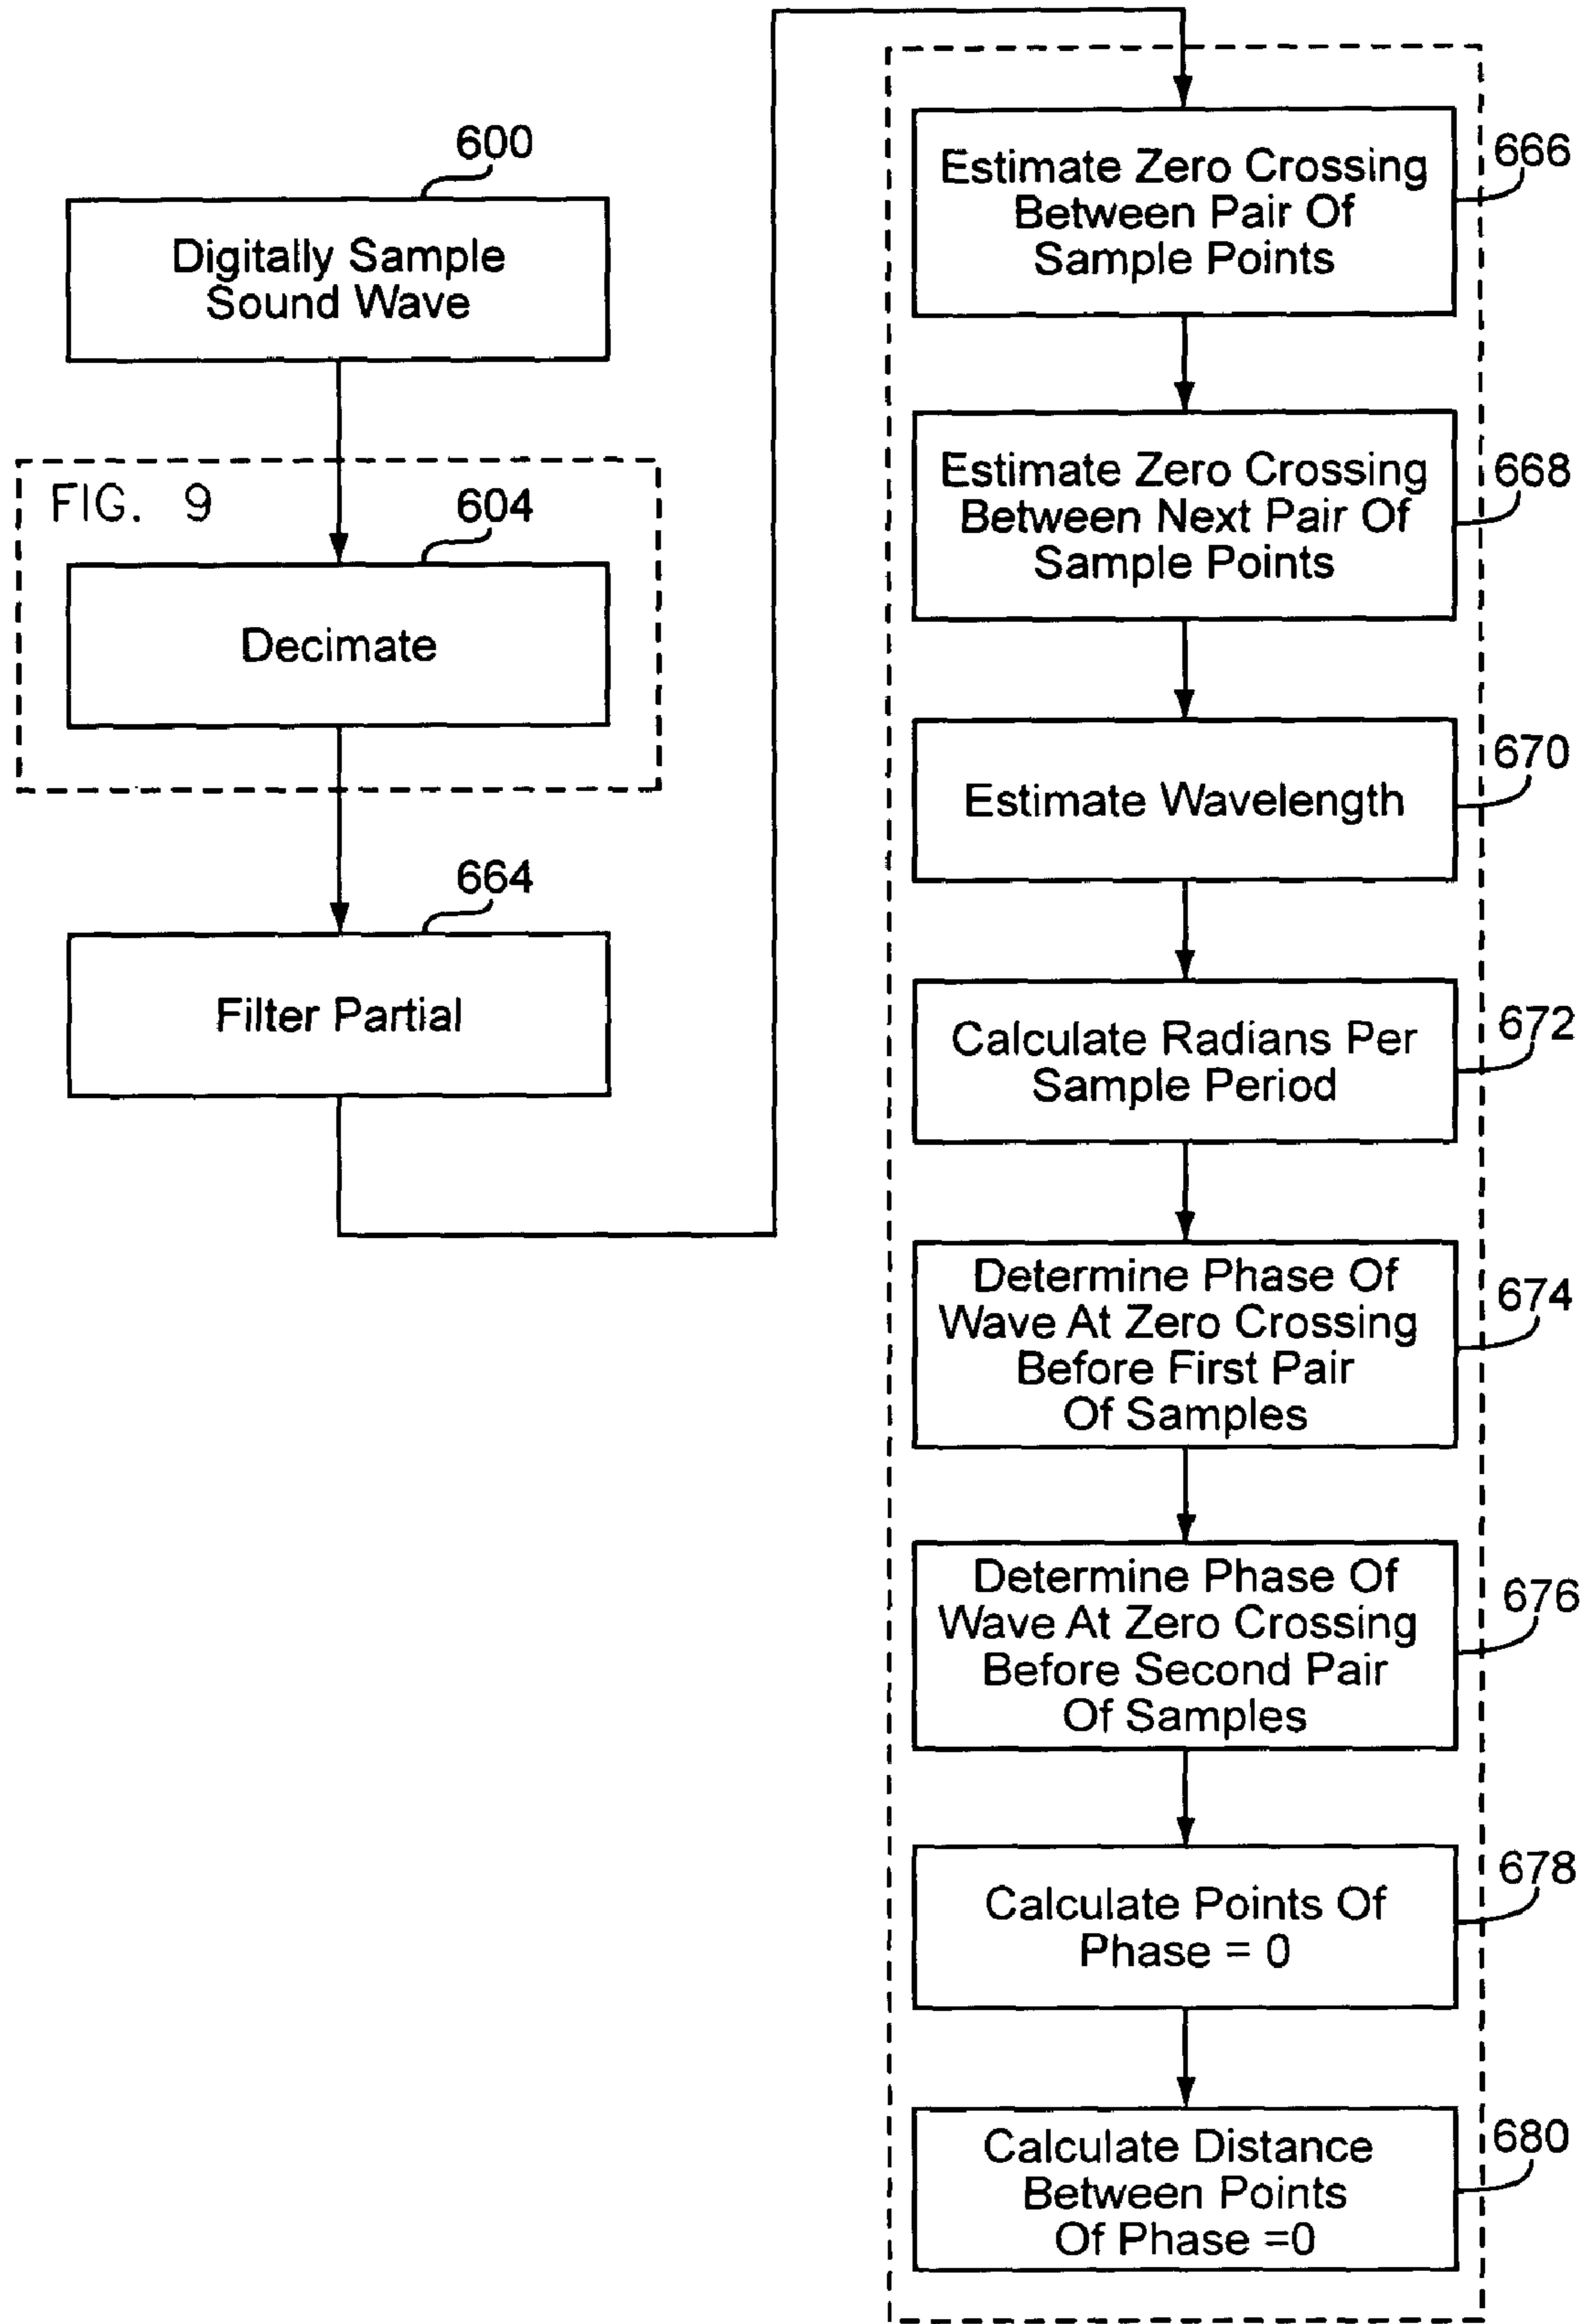 600
Digitally Sample
Sound Wave
FIG. 9
604
Decimate
664
Filter Partial
666
Estimate Zero Crossing
Between Pair Of
Sample Points
668
Estimate Zero Crossing
Between Next Pair Of
Sample Points
670
Estimate Wavelength
672
Calculate Radians Per
Sample Period
674
Determine Phase Of
Wave At Zero Crossing
Before First Pair
Of Samples
676
Determine Phase Of
Wave At Zero Crossing
Before Second Pair
Of Samples
678
Calculate Points Of
Phase = 0
680
Calculate Distance
Between Points
Of Phase =0